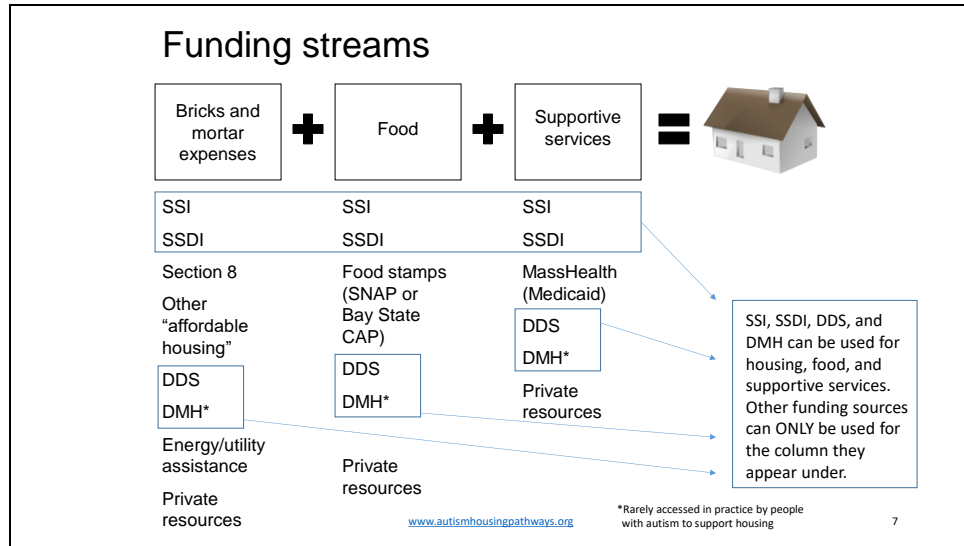 Funding streams
Bricks and
mortar
expenses
Food
Supportive
services
SSI
SSDI
Section 8
Other
“affordable
housing”
DDS
DMH*
Energy/utility
assistance
Private
resources
SSI
SSDI
Food stamps
(SNAP or
Bay State
CAP)
DDS
DMH*
Private
resources
SSI
SSDI
MassHealth
(Medicaid)
DDS
DMH*
Private
resources
SSI, SSDI, DDS, and
DMH can be used for
housing, food, and
supportive services.
Other funding sources
can ONLY be used for
the column they
appear under.
www.autismhousingpathways.org
*Rarely accessed in practice by people
with autism to support housing
7